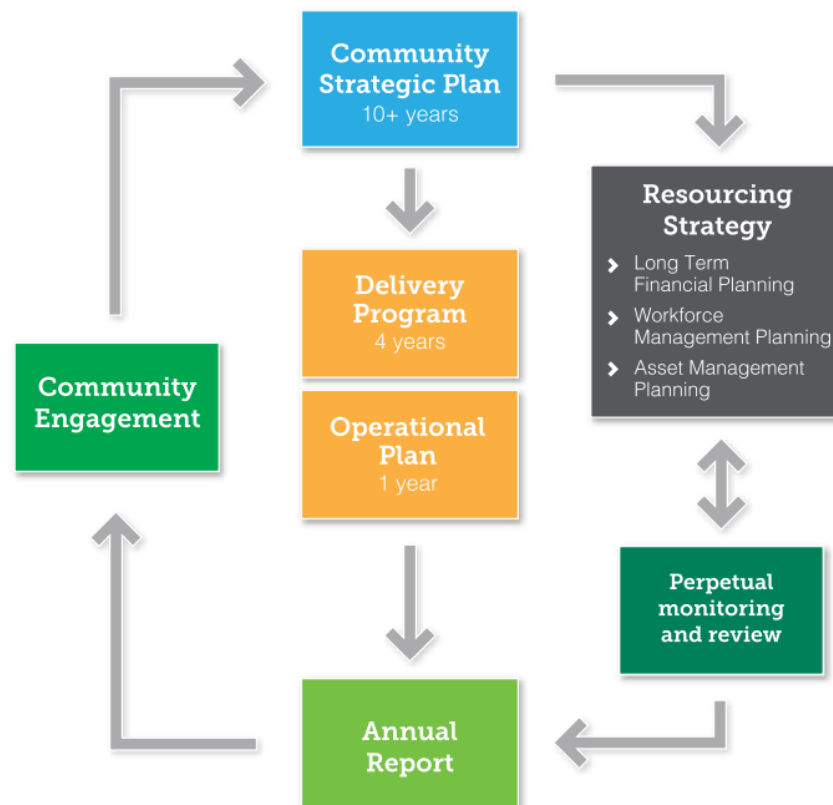 Community
Strategic Plan
10+ years
Resourcing
Strategy
Long Term
Financial Planning
Workforce
Management Planning
Asset Management
Planning
Delivery
Program
4 years
Community
Engagement
Operational
Plan
1 year
Perpetual
monitoring
and review
Annual
Report